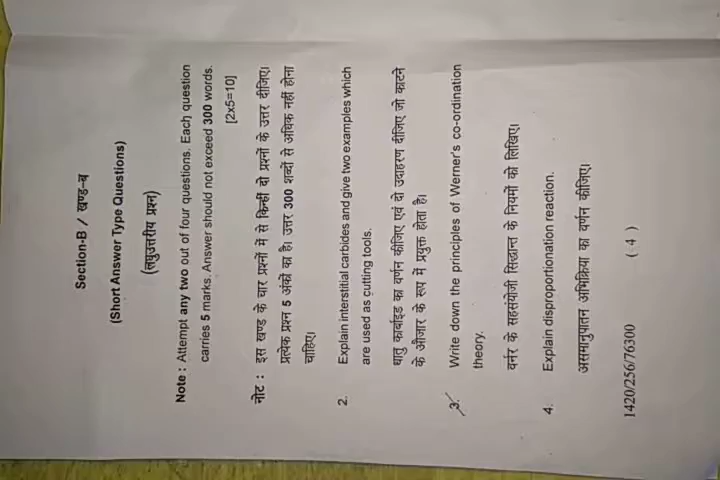 Section-B / खण्ड-ब
(Short Answer Type Questions)
(लघुउत्तरीय प्रश्न)
Note : Attempt any two out of four questions. Each question
carries 5 marks. Answer should not exceed 300 words.
[2x5=10]
नोट : इस खण्ड के चार प्रश्नों में से किन्हीं दो प्रश्नों के उत्तर दीजिए।
प्रत्येक प्रश्न 5 अंकों का है। उत्तर 300 शब्दों से अधिक नहीं होना
चाहिए।
2. Explain interstitial carbides and give two examples which
are used as cutting tools.
धातु कार्बाइड का वर्णन कीजिए एवं दो उदाहरण दीजिए जो काटने
के औजार के रूप में प्रयुक्त होता है।
3. Write down the principles of Werner's co-ordination
theory.
वर्नर के सहसंयोजी सिद्धान्त के नियमों को लिखिए।
4. Explain disproportionation reaction.
असमानुपातन अभिक्रिया का वर्णन कीजिए।
1420/256/76300 ( 4 )